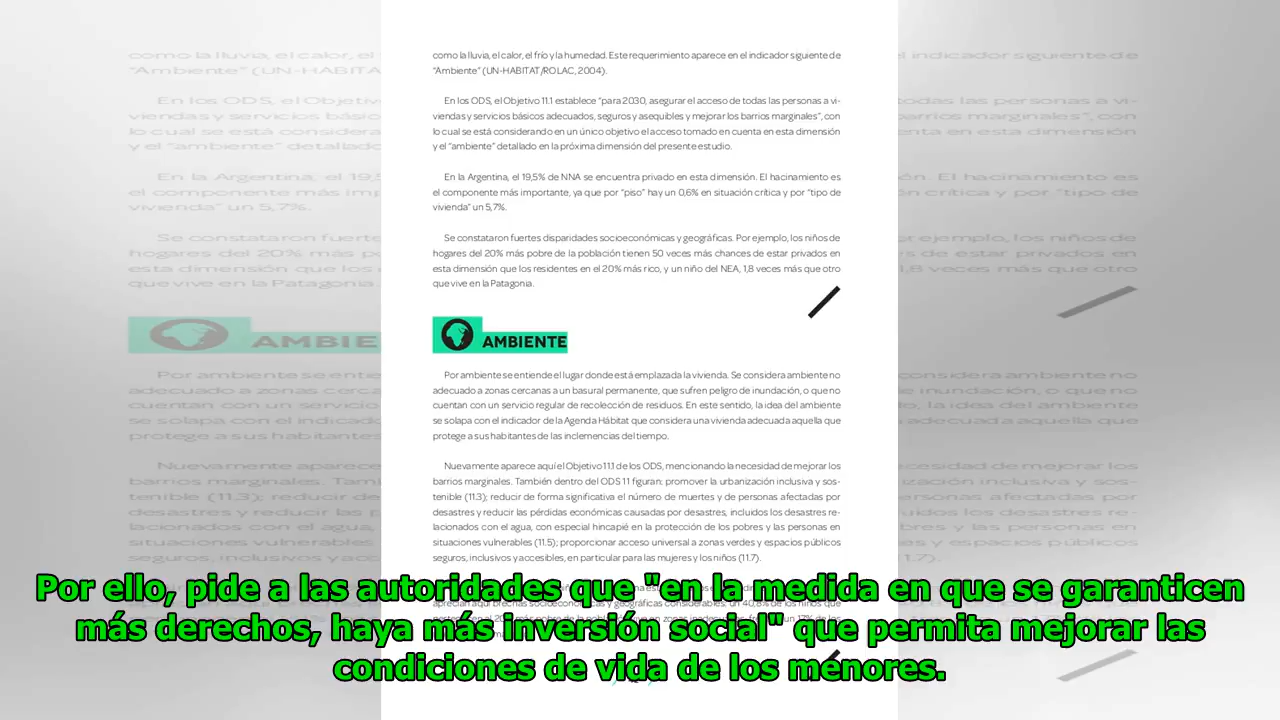 como la lluvia, el calor, el frío y la humedad. Este requerimiento aparece en el indicador siguiente de
“Ambiente” (UN-HABITAT/ROLAC, 2004).
En los ODS, el Objetivo 11.1 establece “para 2030, asegurar el acceso de todas las personas a vi-
viendas y servicios básicos adecuados, seguros y asequibles y mejorar los barrios marginales”, con
lo cual se está considerando en un único objetivo el acceso tomado en cuenta en esta dimensión
y el “ambiente” detallado en la próxima dimensión del presente estudio.
En la Argentina, el 19,5% de NNA se encuentra privado en esta dimensión. El hacinamiento es
el componente más importante, ya que por “piso” hay un 0,6% en situación crítica y por “tipo de
vivienda” un 5,7%.
Se constataron fuertes disparidades socioeconómicas y geográficas. Por ejemplo, los niños de
hogares del 20% más pobre de la población tienen 50 veces más chances de estar privados en
esta dimensión que los residentes en el 20% más rico, y un niño del NEA, 1,8 veces más que otro
que vive en la Patagonia.
AMBIENTE
Por ambiente se entiende el lugar donde está emplazada la vivienda. Se considera ambiente no
adecuado a zonas cercanas a un basural permanente, que sufren peligro de inundación, o que no
cuentan con un servicio regular de recolección de residuos. En este sentido, la idea del ambiente
se solapa con el indicador de la Agenda Hábitat que considera una vivienda adecuada aquella que
protege a sus habitantes de las inclemencias del tiempo.
Nuevamente aparece aquí el Objetivo 11.1 de los ODS, mencionando la necesidad de mejorar los
barrios marginales. También dentro del ODS 11 figuran: promover la urbanización inclusiva y sos-
tenible (11.3); reducir de forma significativa el número de muertes y de personas afectadas por
desastres y reducir las pérdidas económicas causadas por desastres, incluidos los desastres re-
lacionados con el agua, con especial hincapié en la protección de los pobres y las personas en
situaciones vulnerables (11.5); proporcionar acceso universal a zonas verdes y espacios públicos
seguros, inclusivos y accesibles, en particular para las mujeres y los niños (11.7).
Por ello, pide a las autoridades que "en la medida en que se garanticen
más derechos, haya más inversión social" que permita mejorar las
condiciones de vida de los menores.